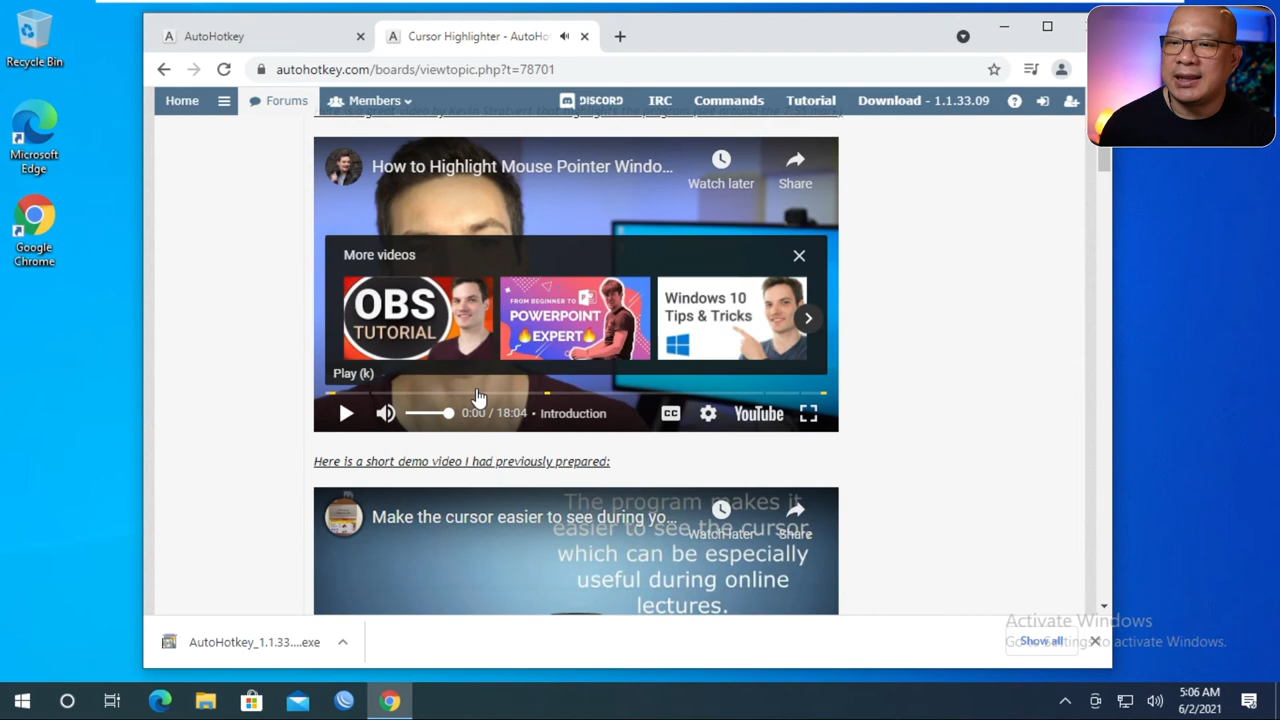 Recycle Bin
Microsoft
Edge
Google
Chrome
AutoHotkey
Cursor Highlighter - AutoHo
autohotkey.com/boards/viewtopic.php?t=78701
Home
Forums
Members
DISCORD
IRC
Commands
Tutorial
Download - 1.1.33.09
How to Highlight Mouse Pointer Windo...
Watch later
Share
More videos
OBS
TUTORIAL
FROM BEGINNER TO
POWERPOINT
EXPERT
Windows 10
Tips & Tricks
Play (k)
0:00 / 18:04 • Introduction
CC
YouTube
Here is a short demo video I had previously prepared:
Make the cursor easier to see during yo...
Watch later
Share
The program makes it
easier to see the cursor,
which can be especially
useful during online
lectures.
AutoHotkey_1.1.33....exe
Show all
Activate Windows
Go to Settings to activate Windows.
5:06 AM
6/2/2021